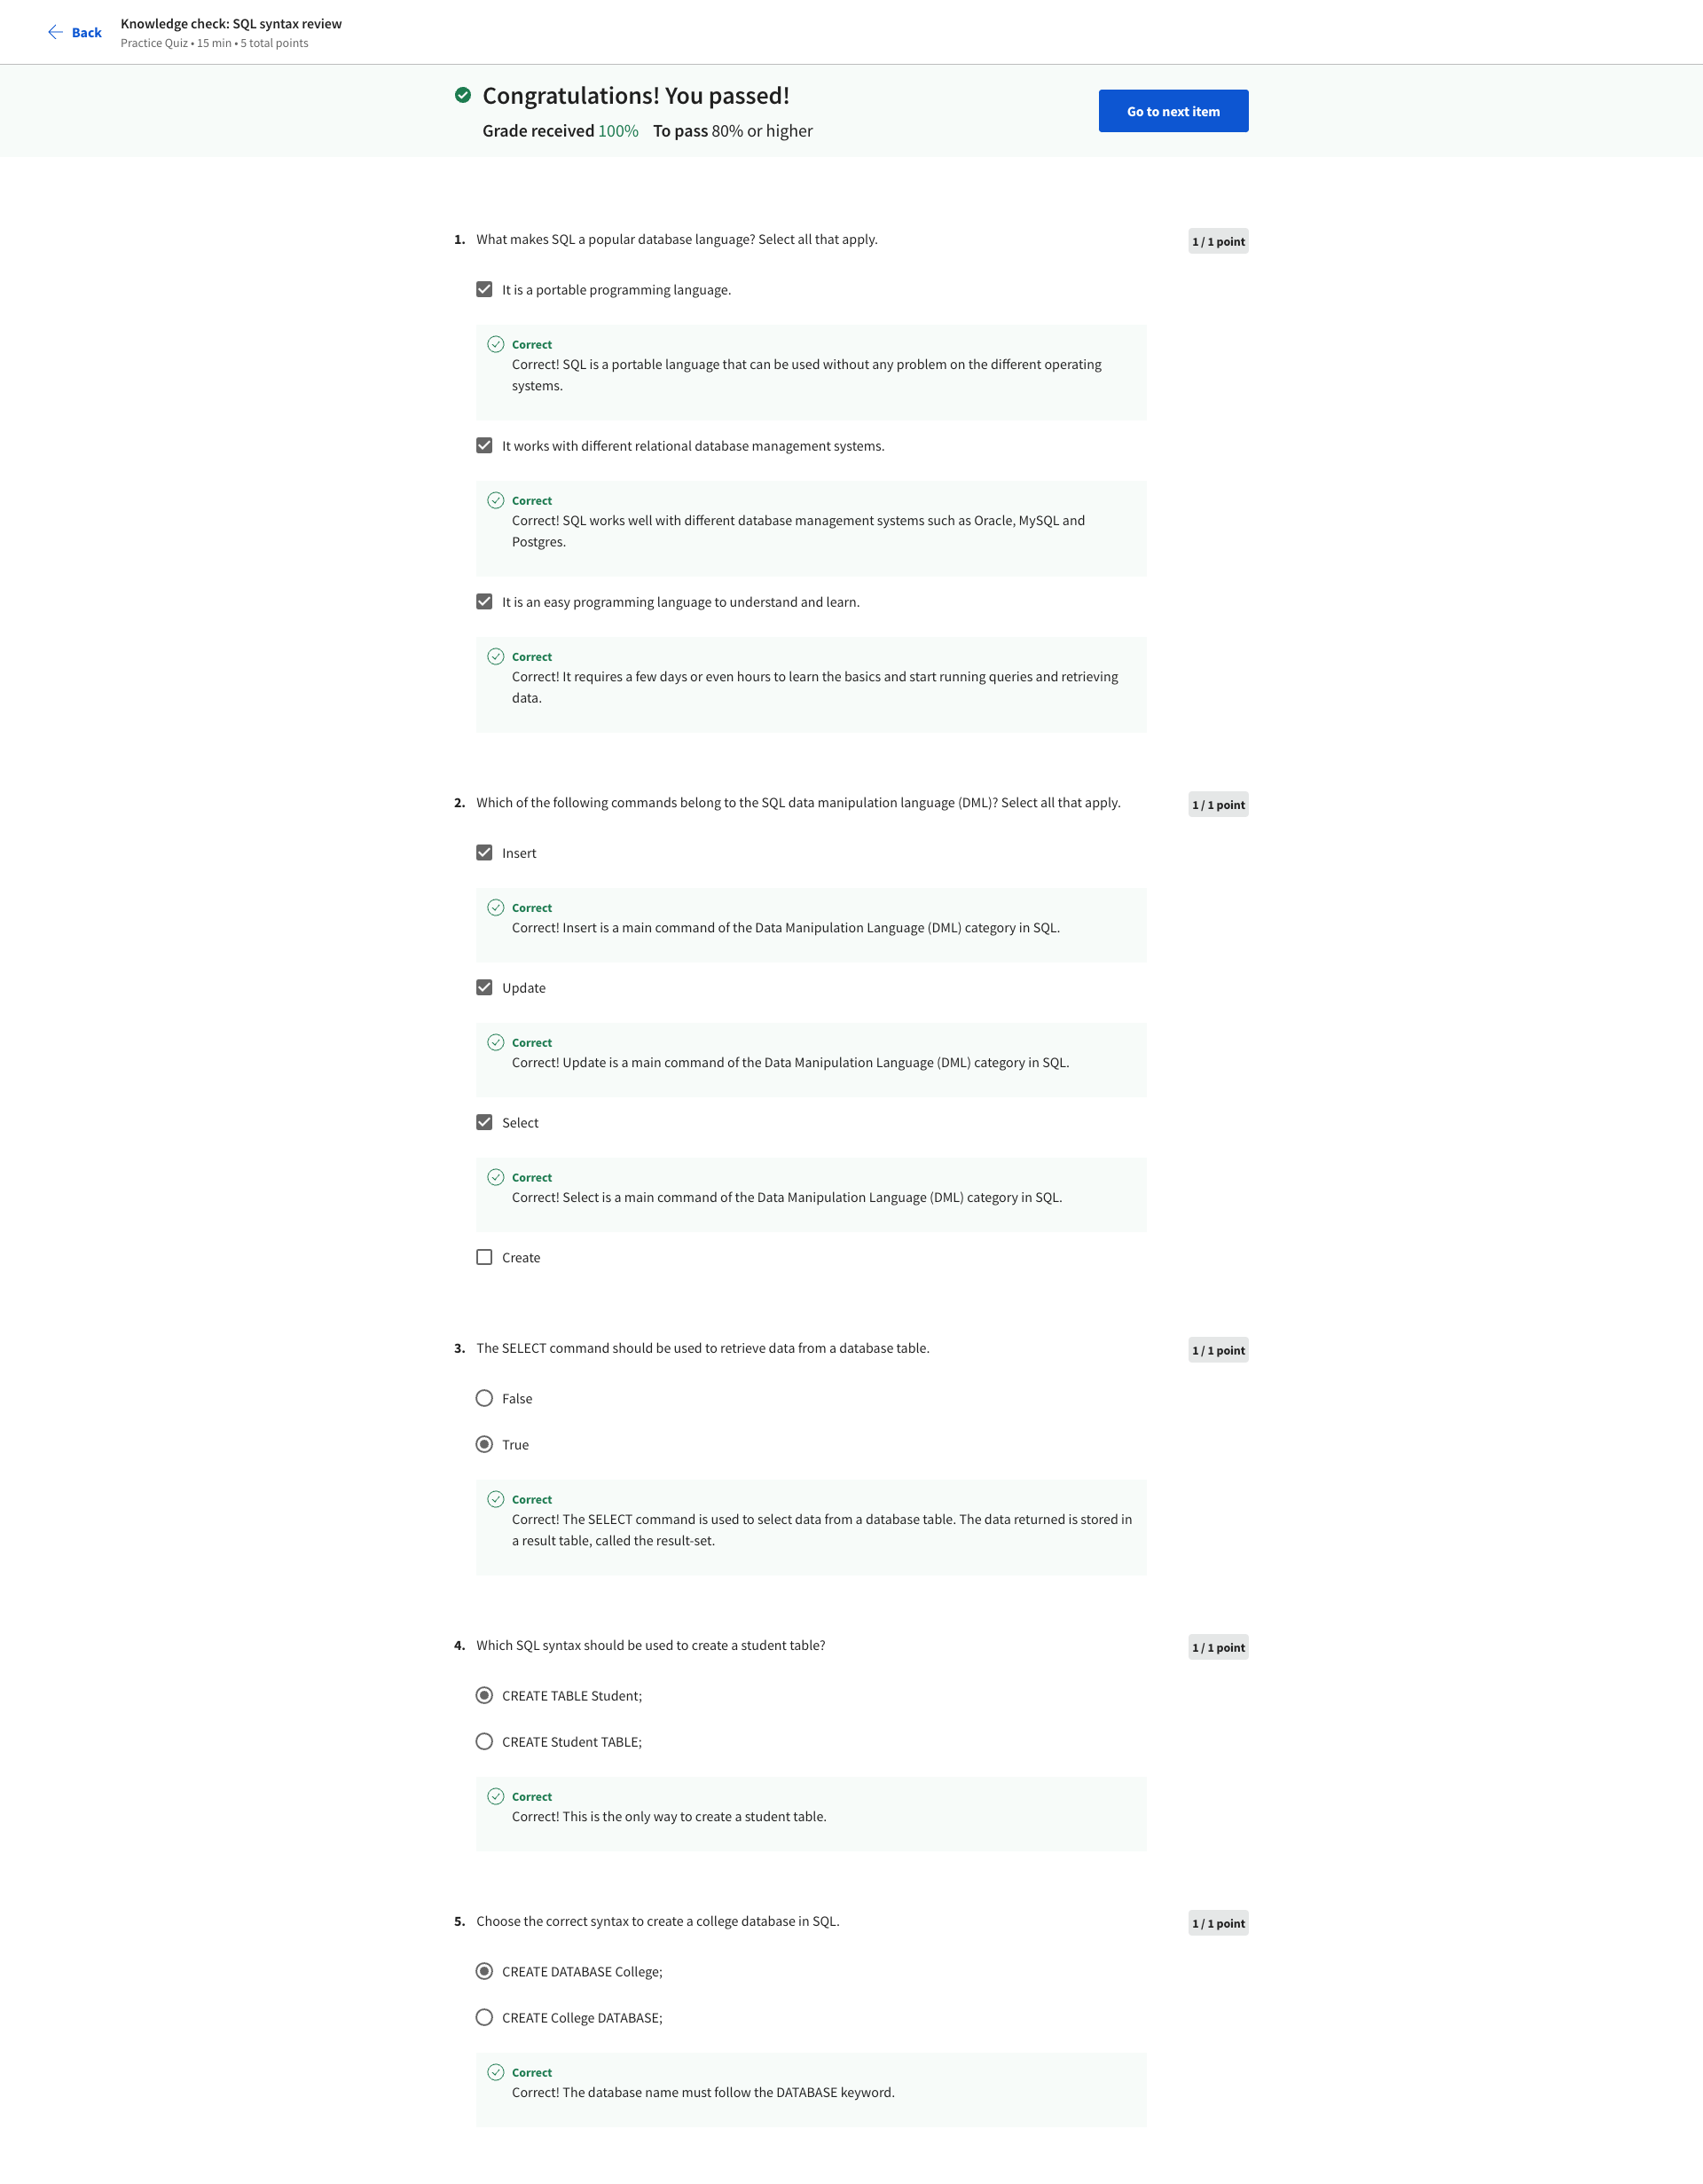 Back
Knowledge check: SQL syntax review
Practice Quiz • 15 min • 5 total points
Congratulations! You passed!
Grade received 100% To pass 80% or higher
Go to next item
1. What makes SQL a popular database language? Select all that apply.
1 / 1 point
It is a portable programming language.
Correct
Correct! SQL is a portable language that can be used without any problem on the different operating
systems.
It works with different relational database management systems.
Correct
Correct! SQL works well with different database management systems such as Oracle, MySQL and
Postgres.
It is an easy programming language to understand and learn.
Correct
Correct! It requires a few days or even hours to learn the basics and start running queries and retrieving
data.
2. Which of the following commands belong to the SQL data manipulation language (DML)? Select all that apply.
1 / 1 point
Insert
Correct
Correct! Insert is a main command of the Data Manipulation Language (DML) category in SQL.
Update
Correct
Correct! Update is a main command of the Data Manipulation Language (DML) category in SQL.
Select
Correct
Correct! Select is a main command of the Data Manipulation Language (DML) category in SQL.
Create
3. The SELECT command should be used to retrieve data from a database table.
1 / 1 point
False
True
Correct
Correct! The SELECT command is used to select data from a database table. The data returned is stored in
a result table, called the result-set.
4. Which SQL syntax should be used to create a student table?
1 / 1 point
CREATE TABLE Student;
CREATE Student TABLE;
Correct
Correct! This is the only way to create a student table.
5. Choose the correct syntax to create a college database in SQL.
1 / 1 point
CREATE DATABASE College;
CREATE College DATABASE;
Correct
Correct! The database name must follow the DATABASE keyword.